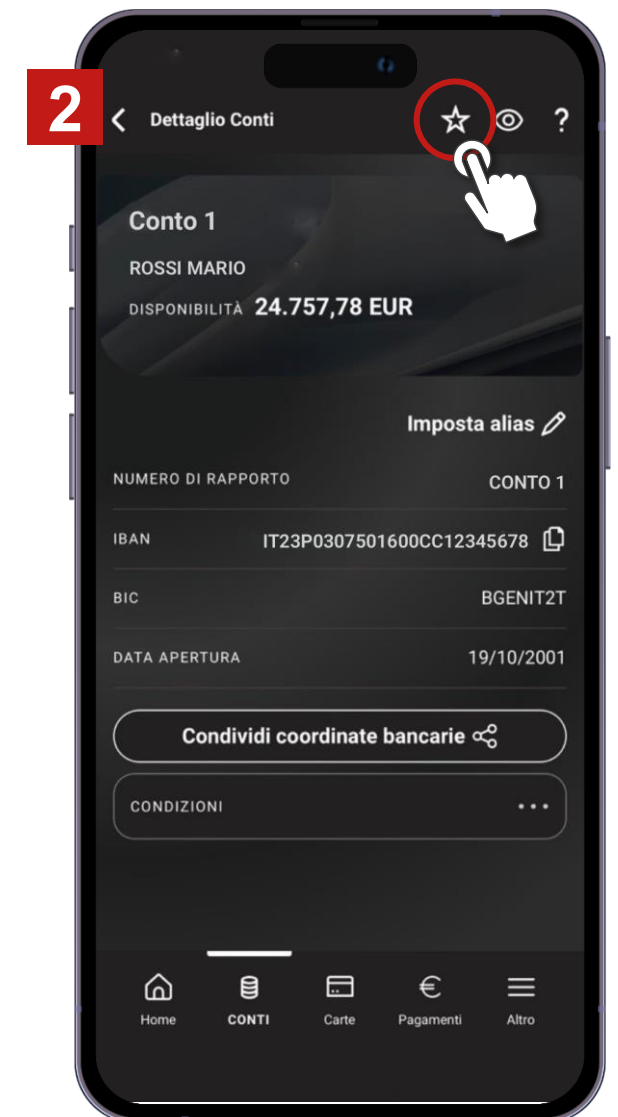 2
Dettaglio Conti ?
Conto 1
ROSSI MARIO
DISPONIBILITÀ 24.757,78 EUR
Imposta alias
NUMERO DI RAPPORTO CONTO 1
IBAN IT23P0307501600CC12345678
BIC BGENIT2T
DATA APERTURA 19/10/2001
Condividi coordinate bancarie
CONDIZIONI
Home CONTI Carte Pagamenti Altro